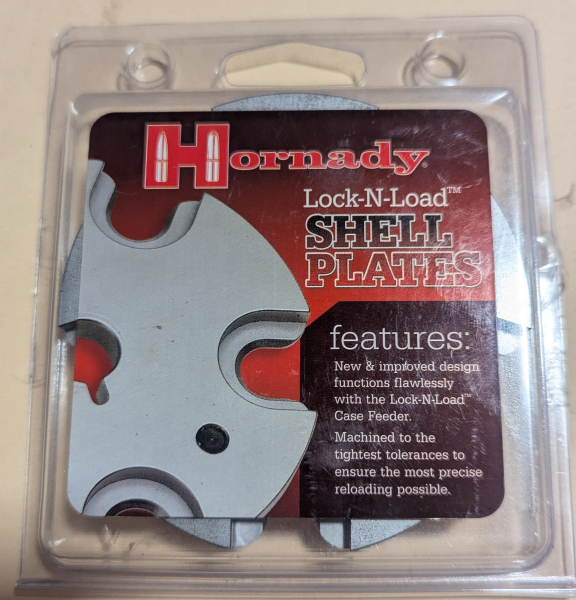 Hornady
Lock-N-Load™
SHELL
PLATES
features:
New & improved design
functions flawlessly
with the Lock-N-Load™
Case Feeder.
Machined to the
tightest tolerances to
ensure the most precise
reloading possible.